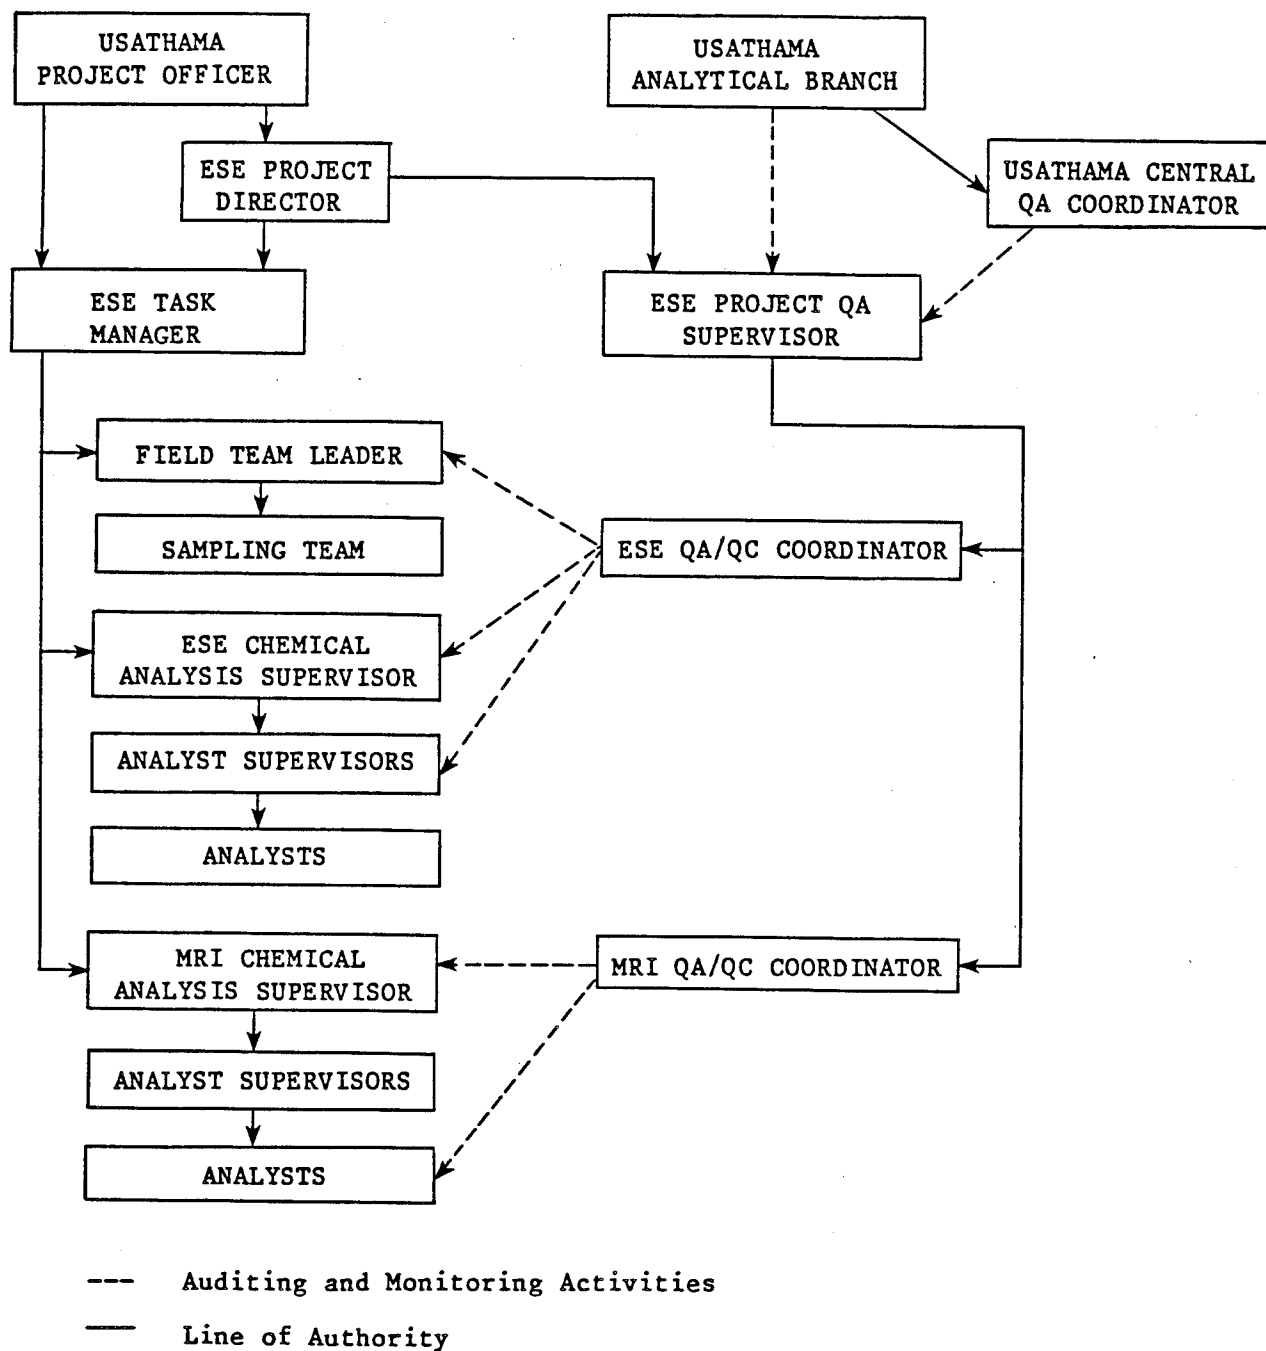 USATHAMA
PROJECT OFFICER
USATHAMA
ANALYTICAL BRANCH
ESE PROJECT
DIRECTOR
USATHAMA CENTRAL
QA COORDINATOR
ESE TASK
MANAGER
ESE PROJECT QA
SUPERVISOR
FIELD TEAM LEADER
SAMPLING TEAM
ESE QA/QC COORDINATOR
ESE CHEMICAL
ANALYSIS SUPERVISOR
ANALYST SUPERVISORS
ANALYSTS
MRI CHEMICAL
ANALYSIS SUPERVISOR
MRI QA/QC COORDINATOR
ANALYST SUPERVISORS
ANALYSTS
Auditing and Monitoring Activities
Line of Authority